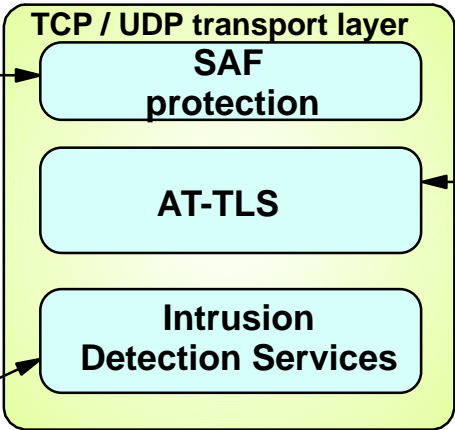 TCP / UDP transport layer
SAF
protection
AT-TLS
Intrusion
Detection Services